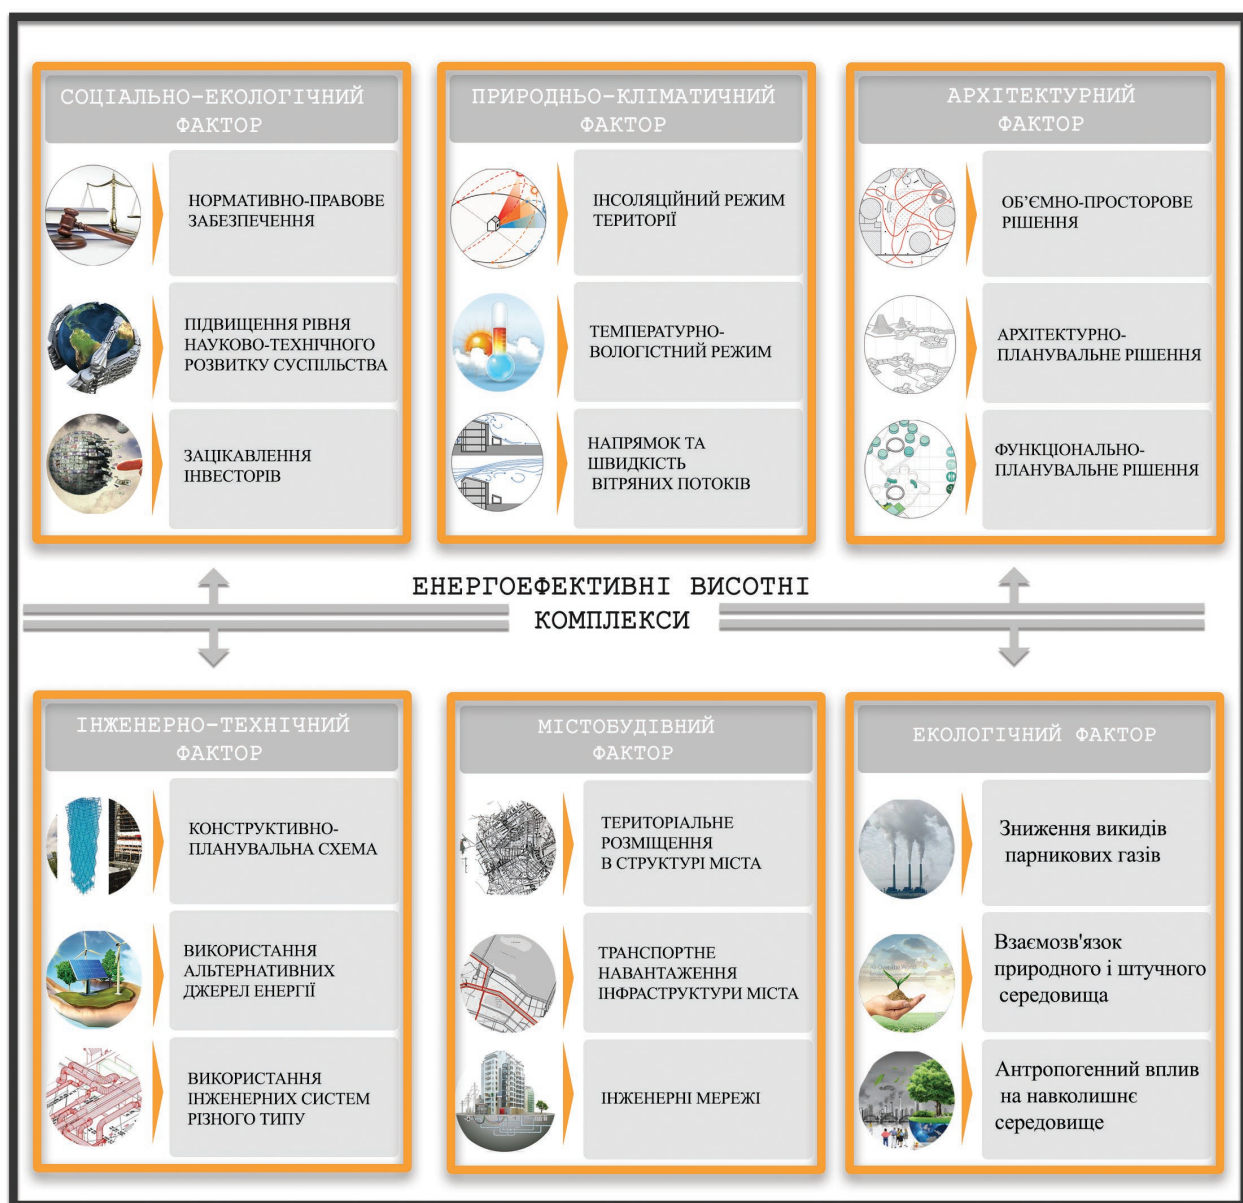 СОЦІАЛЬНО-ЕКОЛОГІЧНИЙ
ФАКТОР
НОРМАТИВНО-ПРАВОВЕ
ЗАБЕЗПЕЧЕННЯ
ПІДВИЩЕННЯ РІВНЯ
НАУКОВО-ТЕХНІЧНОГО
РОЗВИТКУ СУСПІЛЬСТВА
ЗАЦІКАВЛЕННЯ
ІНВЕСТОРІВ
ПРИРОДНЬО-КЛІМАТИЧНИЙ
ФАКТОР
ІНСОЛЯЦІЙНИЙ РЕЖИМ
ТЕРИТОРІЇ
ТЕМПЕРАТУРНО-
ВОЛОГІСТНИЙ РЕЖИМ
НАПРЯМОК ТА
ШВИДКІСТЬ
ВІТРЯНИХ ПОТОКІВ
АРХІТЕКТУРНИЙ
ФАКТОР
ОБ’ЄМНО-ПРОСТОРОВЕ
РІШЕННЯ
АРХІТЕКТУРНО-
ПЛАНУВАЛЬНЕ РІШЕННЯ
ФУНКЦІОНАЛЬНО-
ПЛАНУВАЛЬНЕ РІШЕННЯ
ЕНЕРГОЕФЕКТИВНІ ВИСОТНІ
КОМПЛЕКСИ
ІНЖЕНЕРНО-ТЕХНІЧНИЙ
ФАКТОР
КОНСТРУКТИВНО-
ПЛАНУВАЛЬНА СХЕМА
ВИКОРИСТАННЯ
АЛЬТЕРНАТИВНИХ
ДЖЕРЕЛ ЕНЕРГІЇ
ВИКОРИСТАННЯ
ІНЖЕНЕРНИХ СИСТЕМ
РІЗНОГО ТИПУ
МІСТОБУДІВНИЙ
ФАКТОР
ТЕРИТОРІАЛЬНЕ
РОЗМІЩЕННЯ
В СТРУКТУРІ МІСТА
ТРАНСПОРТНЕ
НАВАНТАЖЕННЯ
ІНФРАСТРУКТУРИ МІСТА
ІНЖЕНЕРНІ МЕРЕЖІ
ЕКОЛОГІЧНИЙ ФАКТОР
Зниження викидів
парникових газів
Взаємозв'язок
природного і штучного
середовища
Антропогенний вплив
на навколишнє
середовище